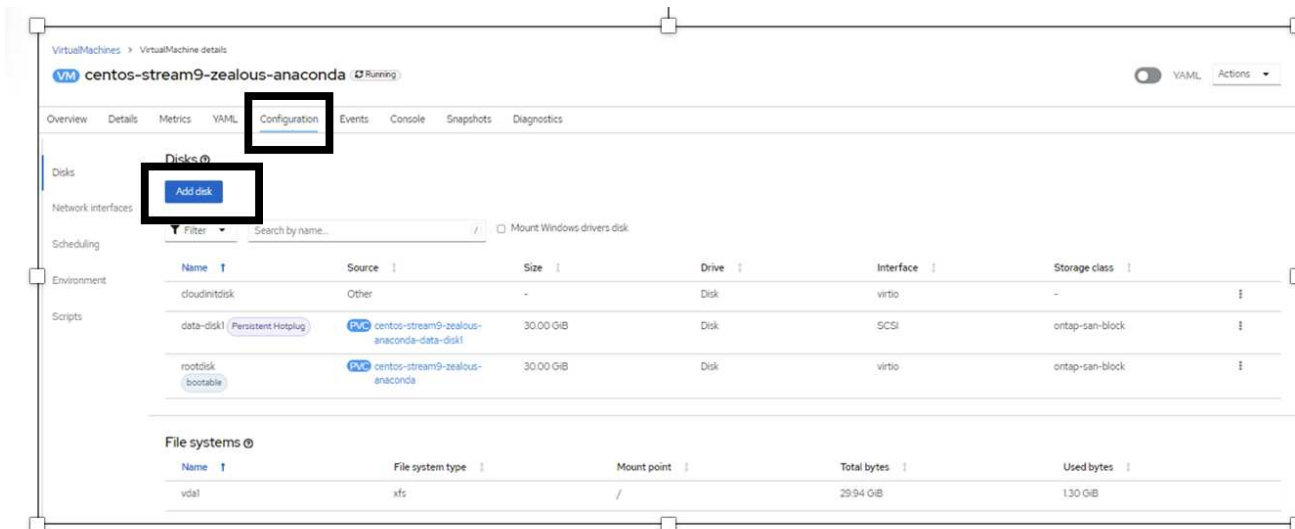 VirtualMachines > VirtualMachine details
VM centos-stream9-zealous-anaconda Running
YAML Actions
Overview Details Metrics YAML Configuration Events Console Snapshots Diagnostics
Disks
Network interfaces
Scheduling
Environment
Scripts
Disks
Add disk
Filter Search by name... / Mount Windows drivers disk
Name Source Size Drive Interface Storage class
cloudinitdisk Other - Disk virtio -
data-disk1 Persistent Hotplug PVC centos-stream9-zealous- 30.00 GiB Disk SCSI ontap-san-block
anaconda-data-disk1
rootdisk PVC centos-stream9-zealous- 30.00 GiB Disk virtio ontap-san-block
bootable anaconda
File systems
Name File system type Mount point Total bytes Used bytes
vda1 xfs / 29.94 GiB 1.30 GiB